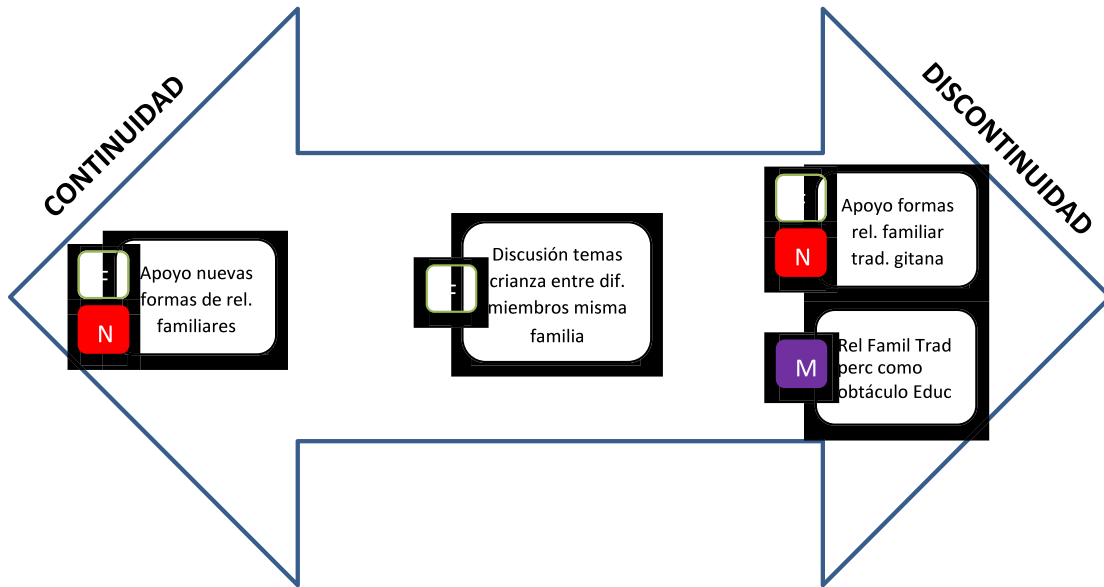 CONTINUIDAD
N
Apoyo nuevas
formas de rel.
familiares
Discusión temas
crianza entre dif.
miembros misma
familia
DISCONTINUIDAD
N
Apoyo formas
rel. familiar
trad. gitana
M
Rel Famil Trad
perc como
obtáculo Educ